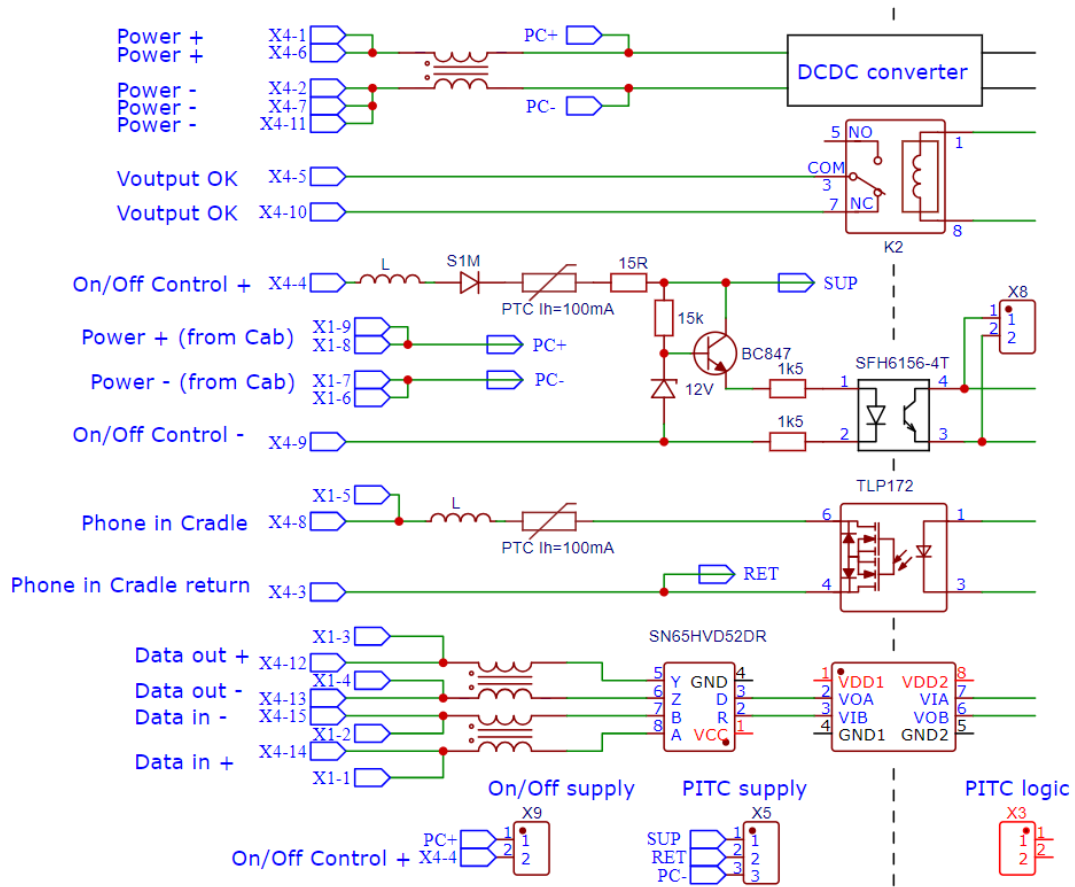 Power + X4-1 PC+
Power + X4-6
DCDC converter
Power - X4-2
Power - X4-7 PC-
Power - X4-11
5 NO 1
Voutput OK X4-5 COM
3
Voutput OK X4-10 7 NC 8
K2
L S1M 15R
On/Off Control + X4-4 SUP
PTC Ih=100mA X8
15k 1 1
X1-9 2 2
Power + (from Cab) X1-8 PC+
BC847 SFH6156-4T
Power - (from Cab) X1-7 PC-
X1-6 12V 1k5 1 4
1k5
On/Off Control - X4-9 2 3
TLP172
X1-5 L
Phone in Cradle X4-8 6 1
PTC Ih=100mA
RET
Phone in Cradle return X4-3 4 3
SN65HVD52DR
X1-3
Data out + X4-12
X1-4 5 Y GND 4 1 VDD1 VDD2 8
Data out - X4-13 6 Z D 3 2 VOA VIA 7
Data in - X4-15 7 B R 2 3 VIB VOB 6
X1-2 8 A VCC 1 4 GND1 GND2 5
X4-14
Data in +
X1-1
On/Off supply PITC supply PITC logic
X9 X5 X3
PC+ 1 1 SUP 1 1 1 1
On/Off Control + X4-4 2 2 RET 2 2 2 2
PC- 3 3